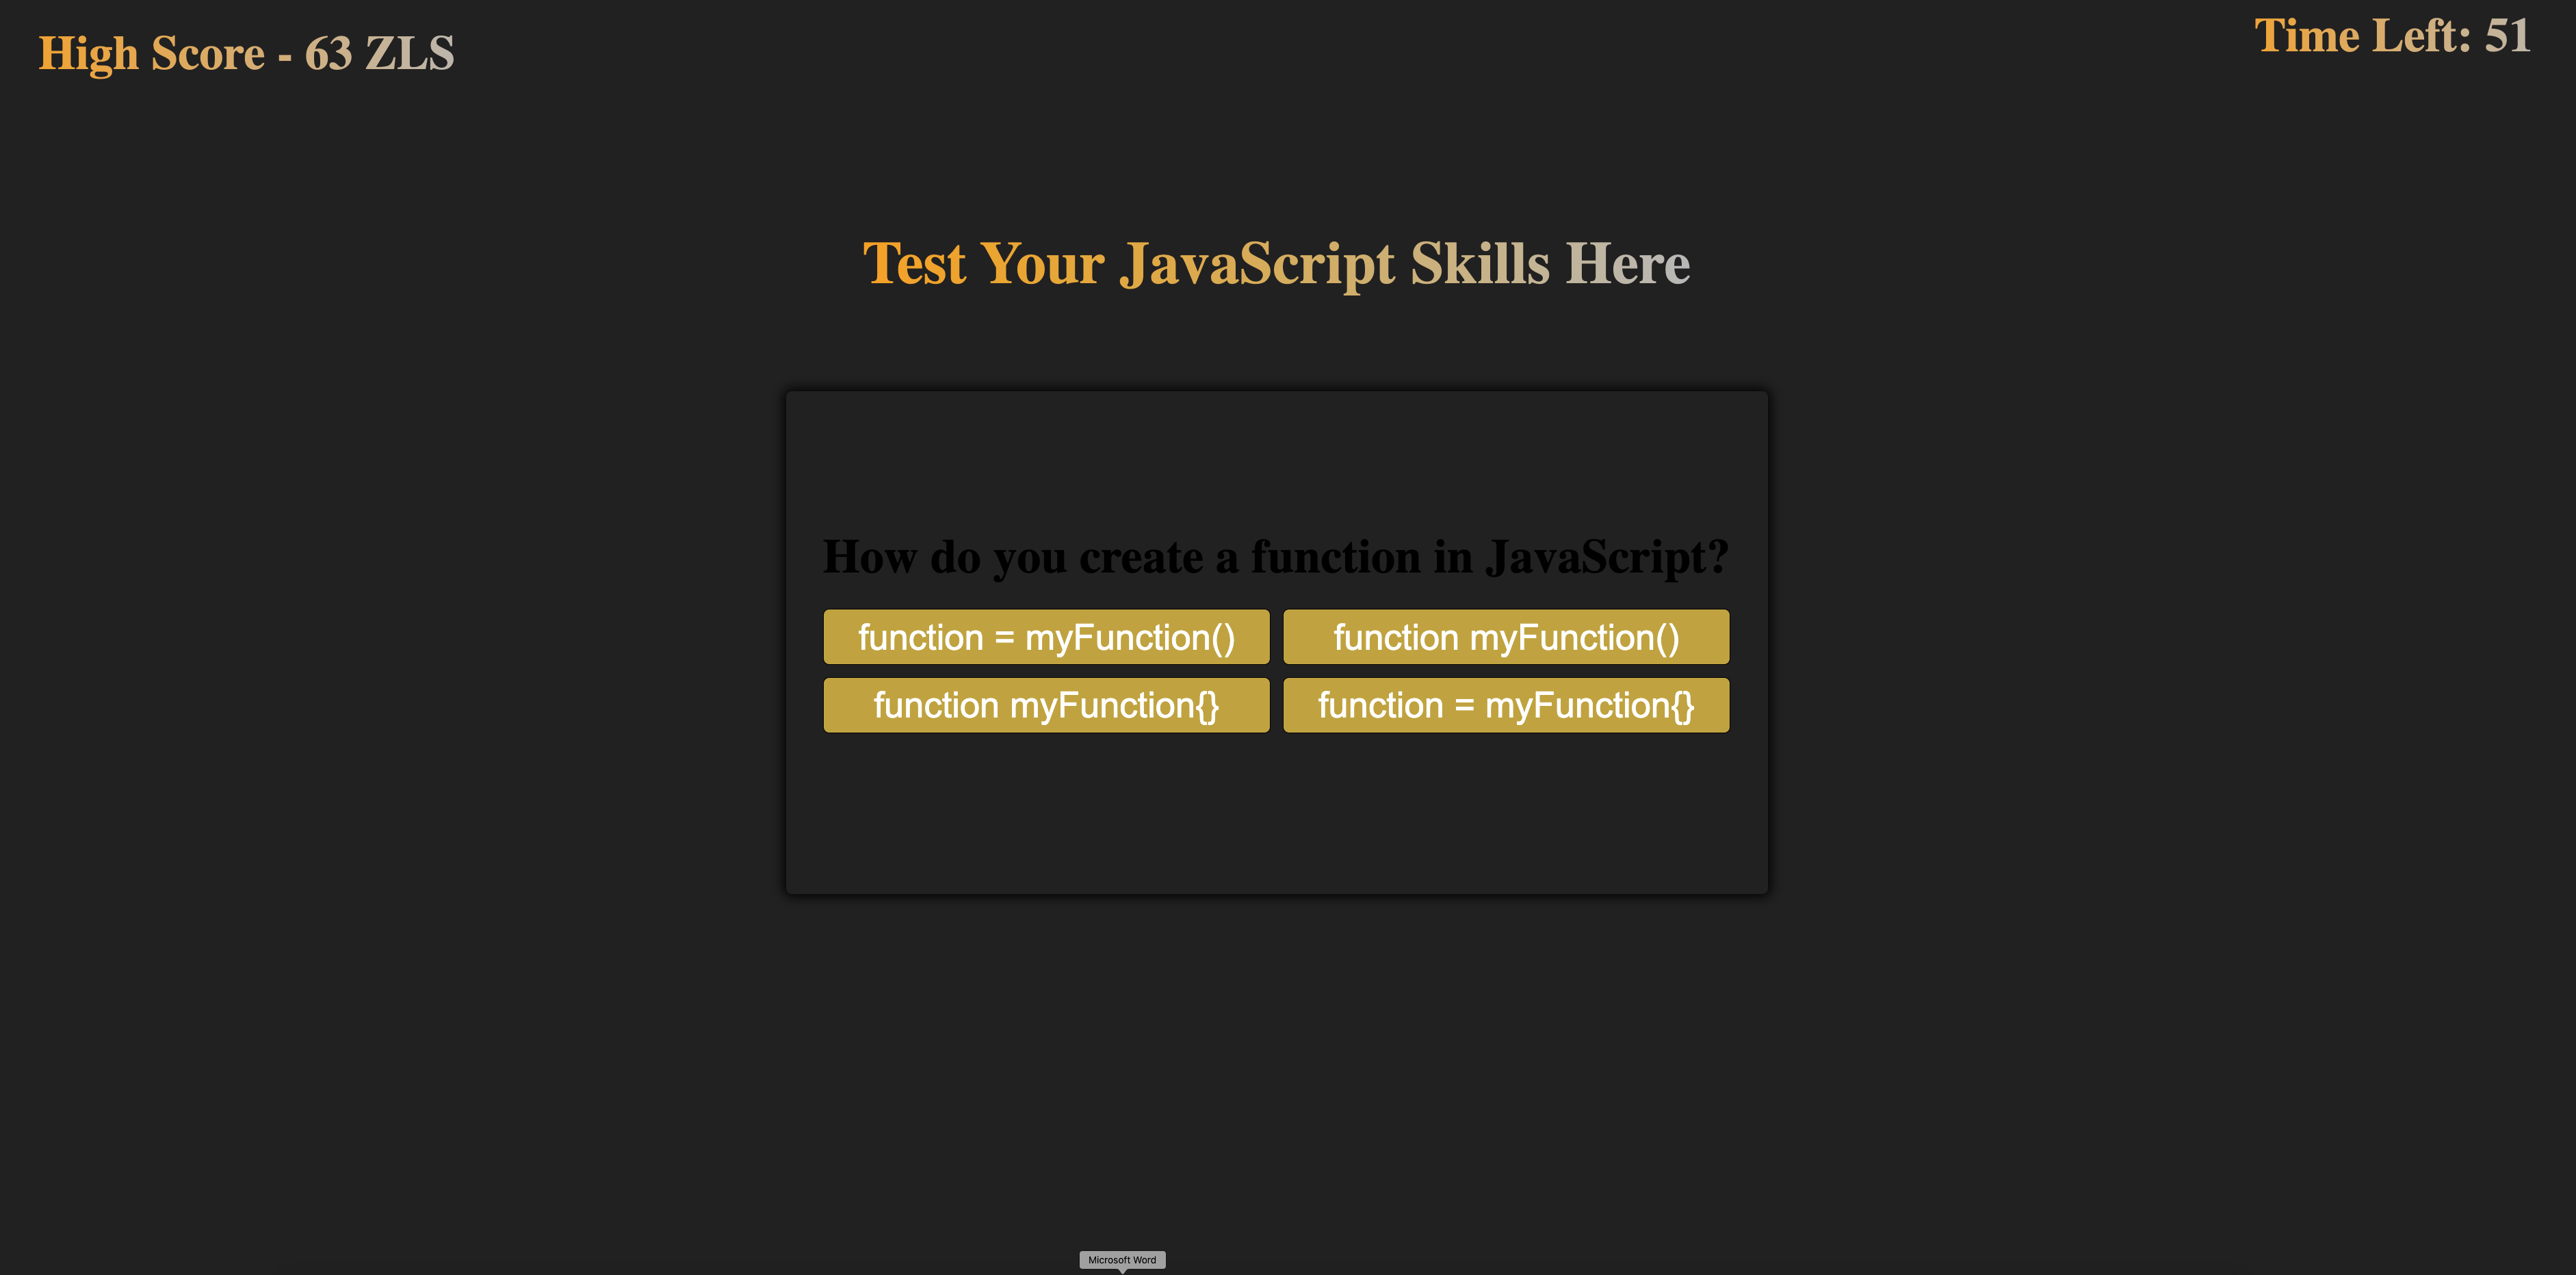 High Score - 63 ZLS
Time Left: 51
Test Your JavaScript Skills Here
How do you create a function in JavaScript?
function = myFunction()
function myFunction()
function myFunction{}
function = myFunction{}
Microsoft Word